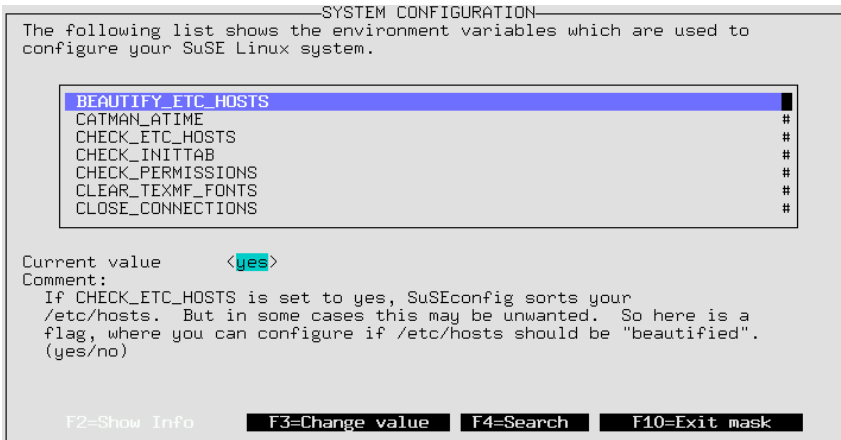 SYSTEM CONFIGURATION
The following list shows the environment variables which are used to
configure your SuSE Linux system.
BEAUTIFY_ETC_HOSTS
CATMAN_ATIME #
CHECK_ETC_HOSTS #
CHECK_INITTAB #
CHECK_PERMISSIONS #
CLEAR_TEXMF_FONTS #
CLOSE_CONNECTIONS #
Current value <yes>
Comment:
If CHECK_ETC_HOSTS is set to yes, SuSEconfig sorts your
/etc/hosts. But in some cases this may be unwanted. So here is a
flag, where you can configure if /etc/hosts should be "beautified".
(yes/no)
F2=Show Info F3=Change value F4=Search F10=Exit mask